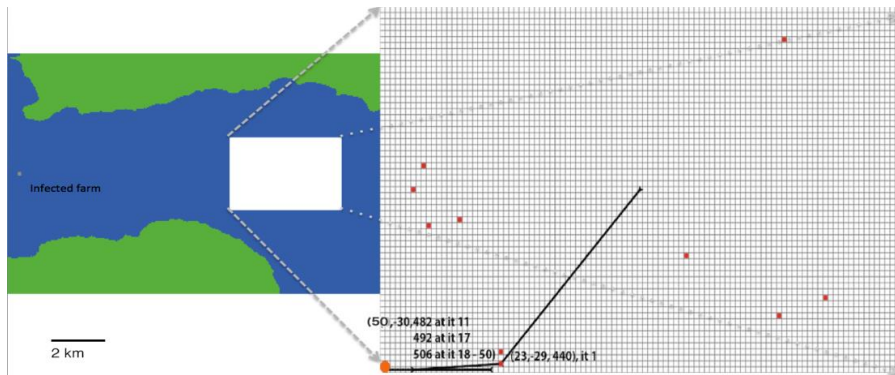 Infected farm
2 km
(50,-30,482 at it 11
492 at it 17
506 at it 18 - 50)
(23,-29, 440), it 1